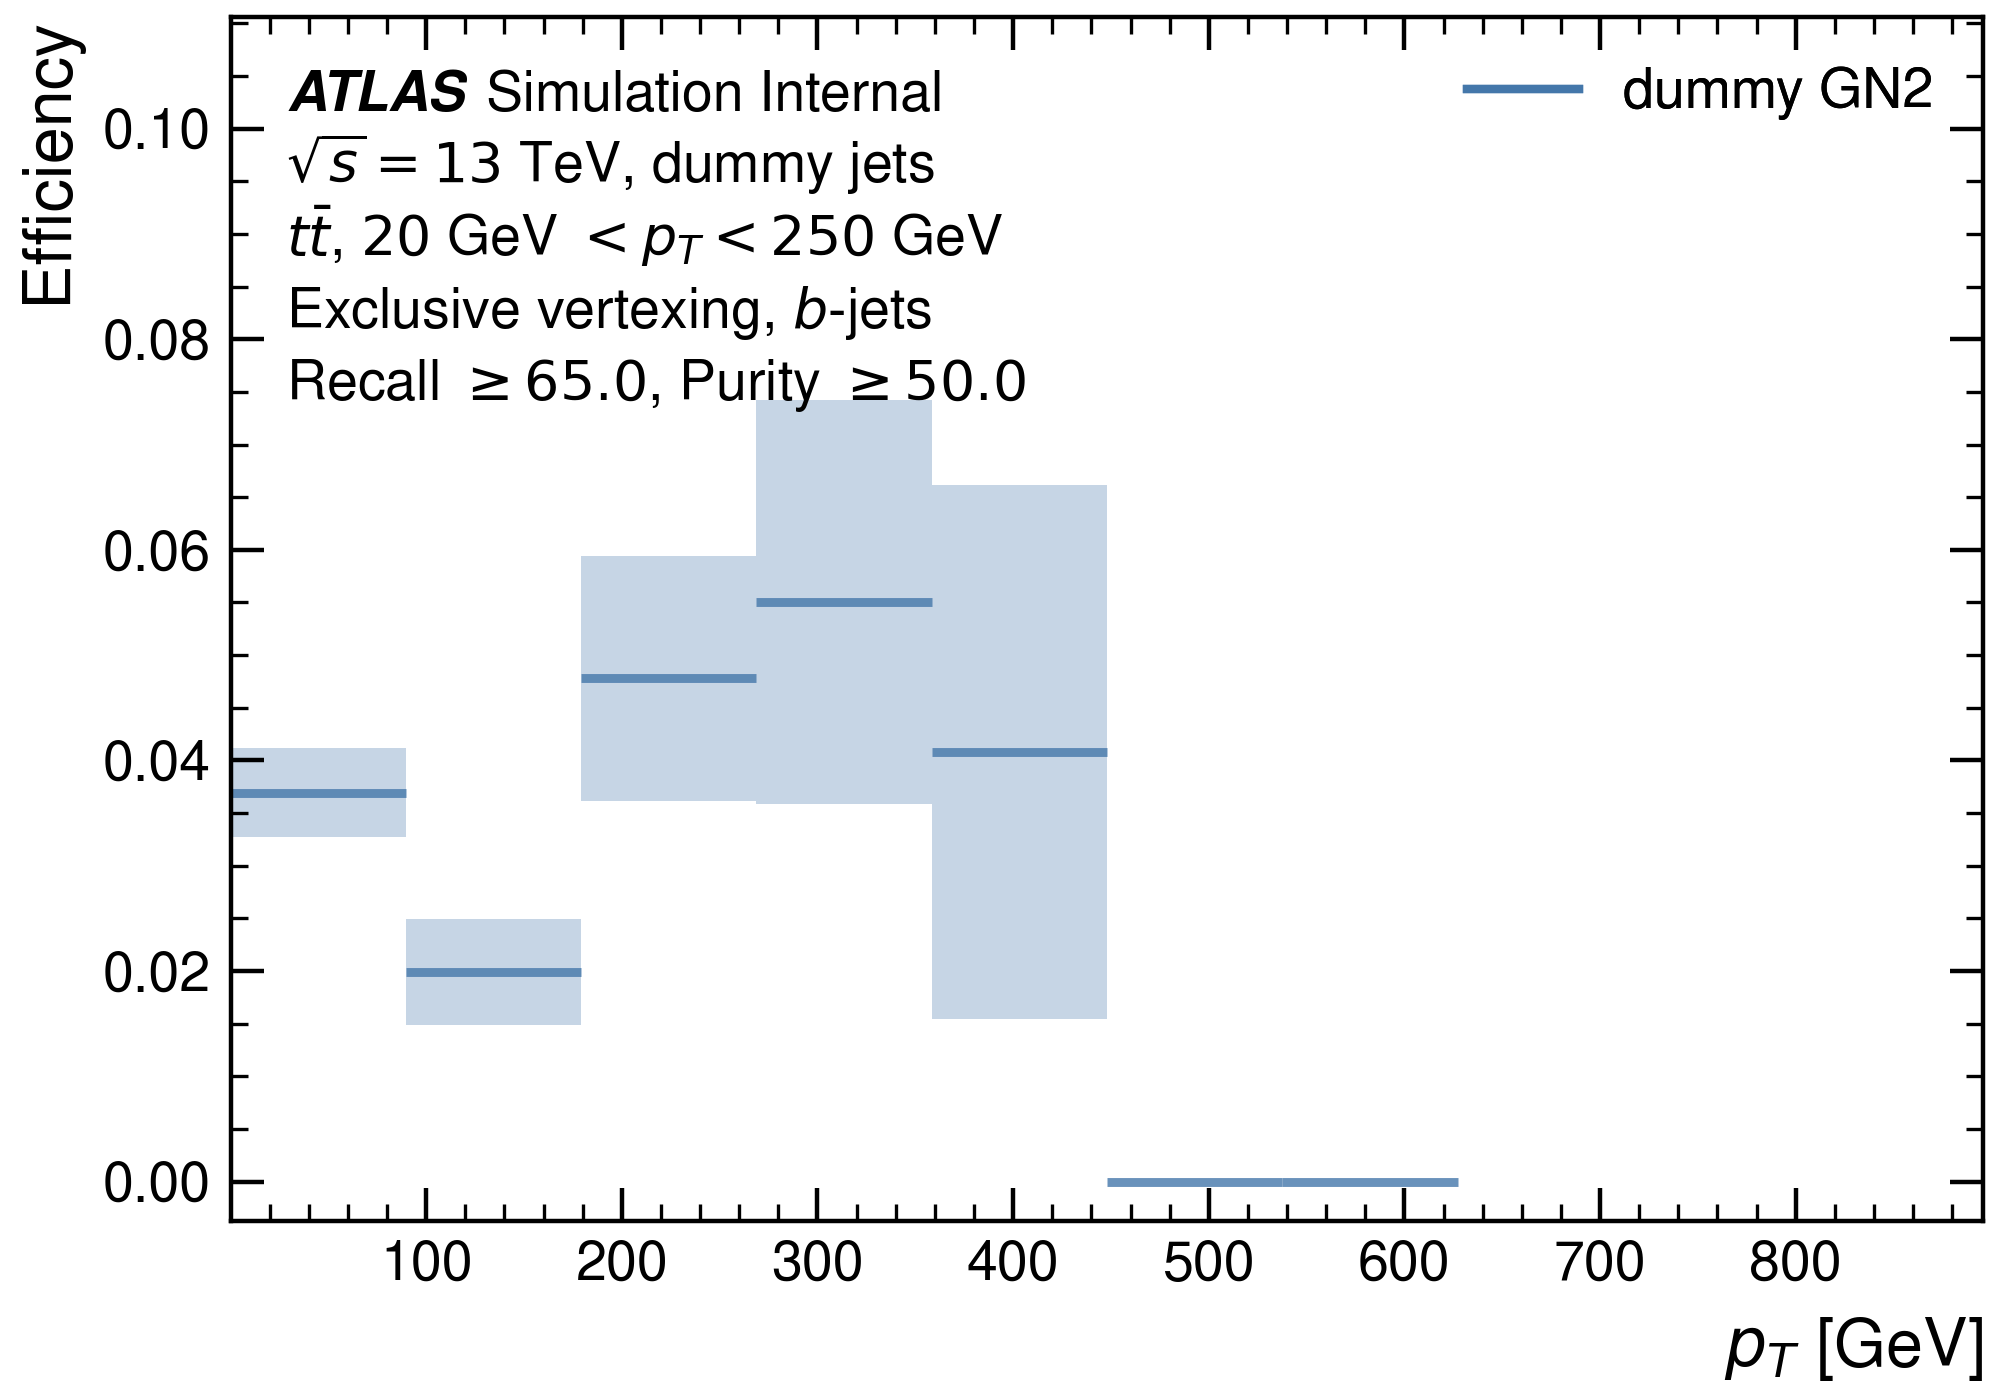 Efficiency
ATLAS Simulation Internal
√s = 13 TeV, dummy jets
tt̄, 20 GeV < p_T < 250 GeV
Exclusive vertexing, b-jets
Recall ≥ 65.0, Purity ≥ 50.0
dummy GN2
0.10
0.08
0.06
0.04
0.02
0.00
100 200 300 400 500 600 700 800
p_T [GeV]